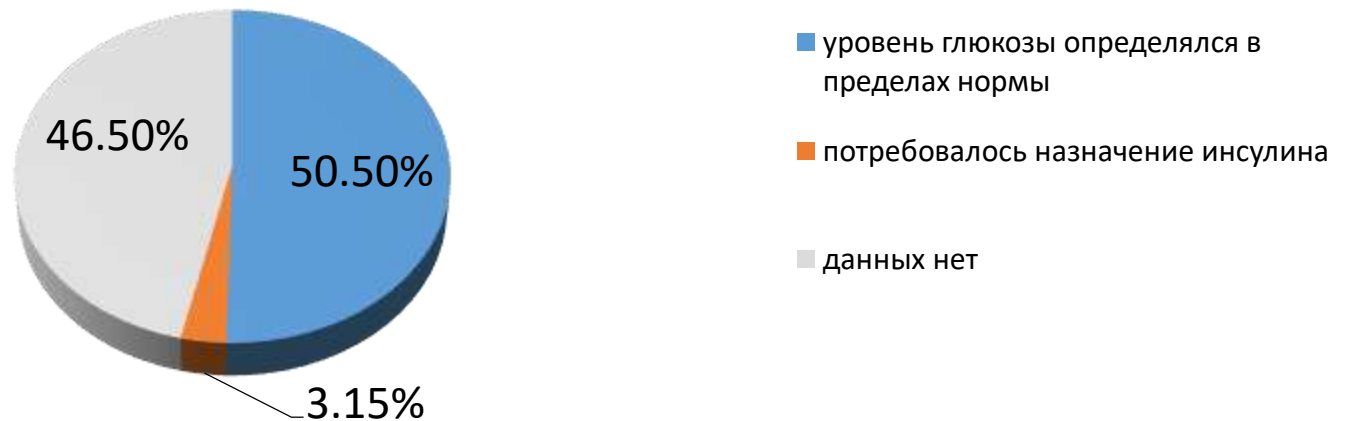 46.50%
50.50%
3.15%
уровень глюкозы определялся в
пределах нормы
потребовалось назначение инсулина
данных нет